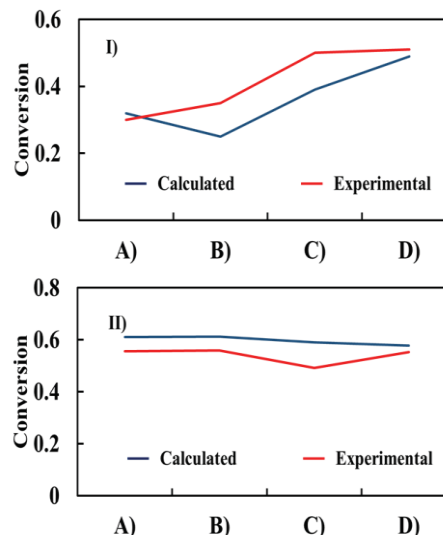 0.6
I)
0.4
Conversion
0.2
Calculated Experimental
0
A) B) C) D)
0.8
II)
0.6
Conversion
0.4
0.2
Calculated Experimental
0
A) B) C) D)